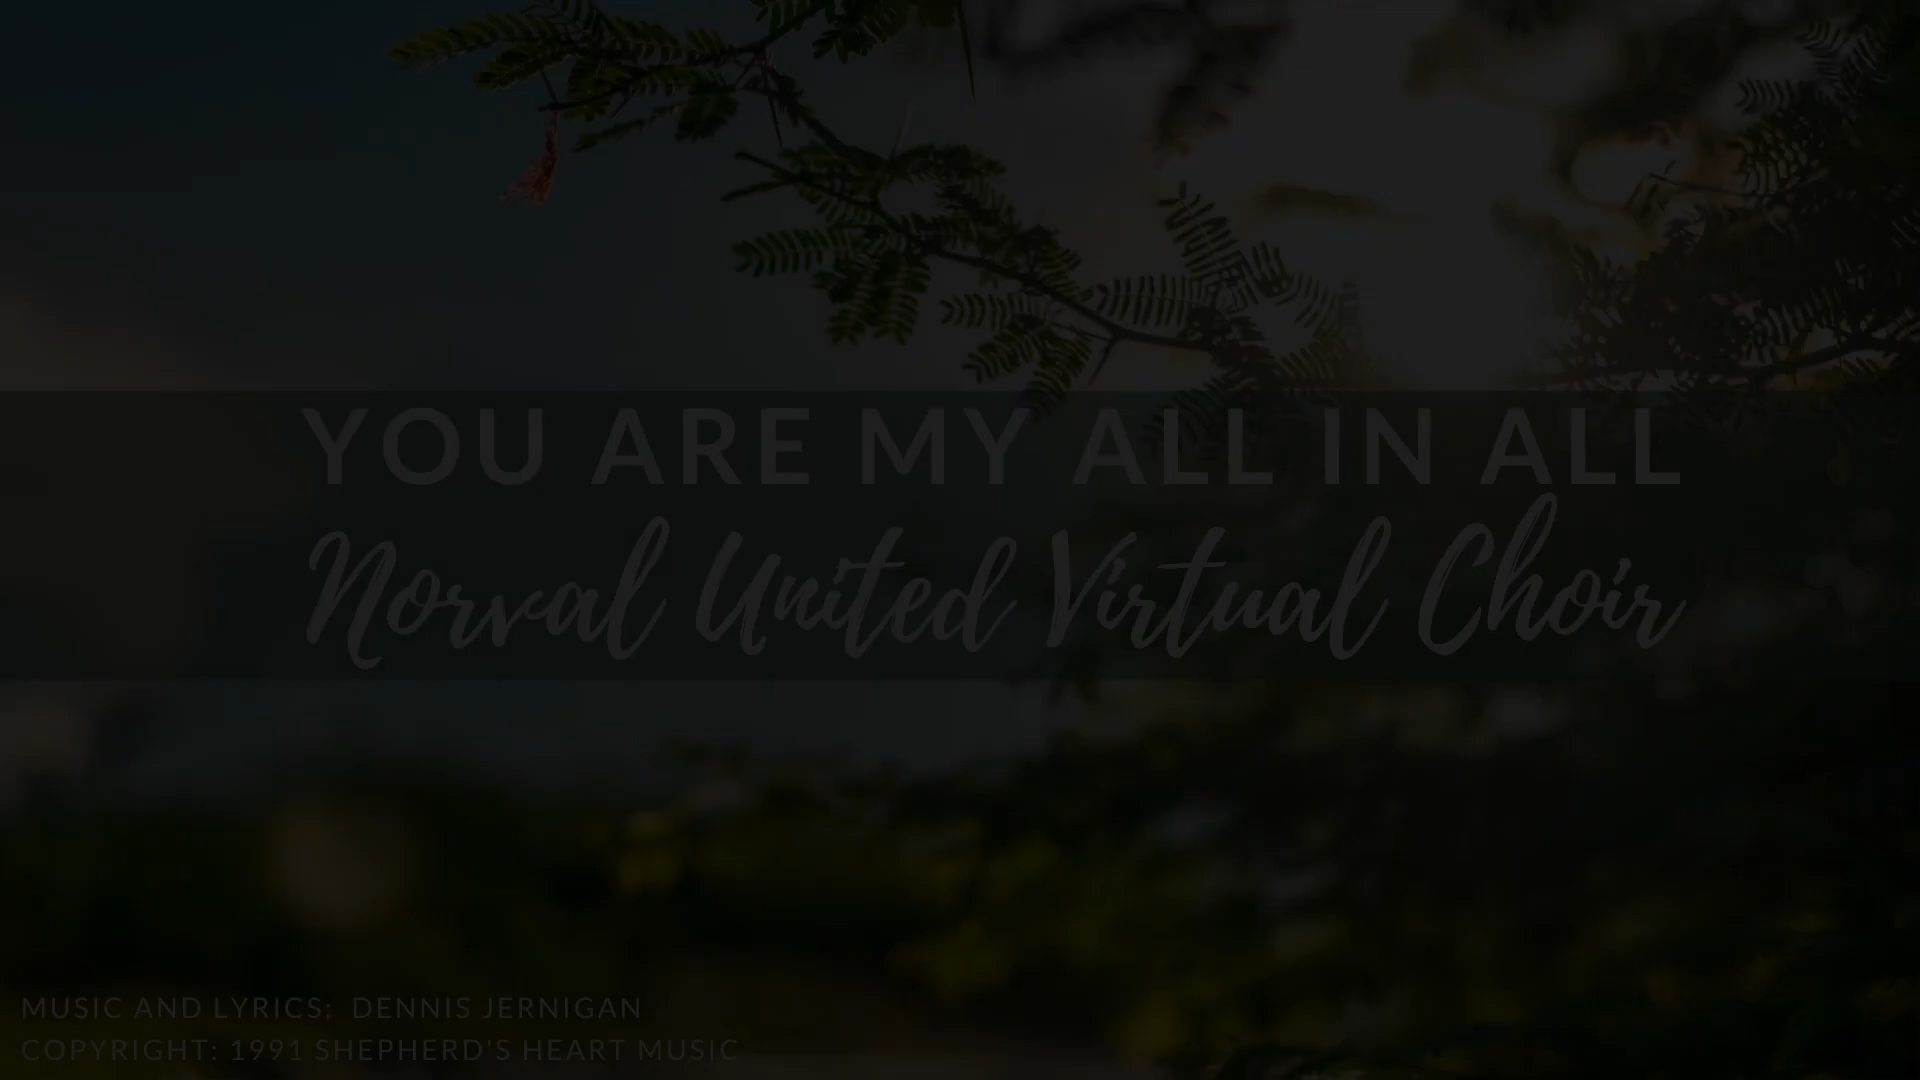 YOU ARE MY ALL IN ALL
Norval United Virtual Choir
MUSIC AND LYRICS: DENNIS JERNIGAN
COPYRIGHT: 1991 SHEPHERD'S HEART MUSIC